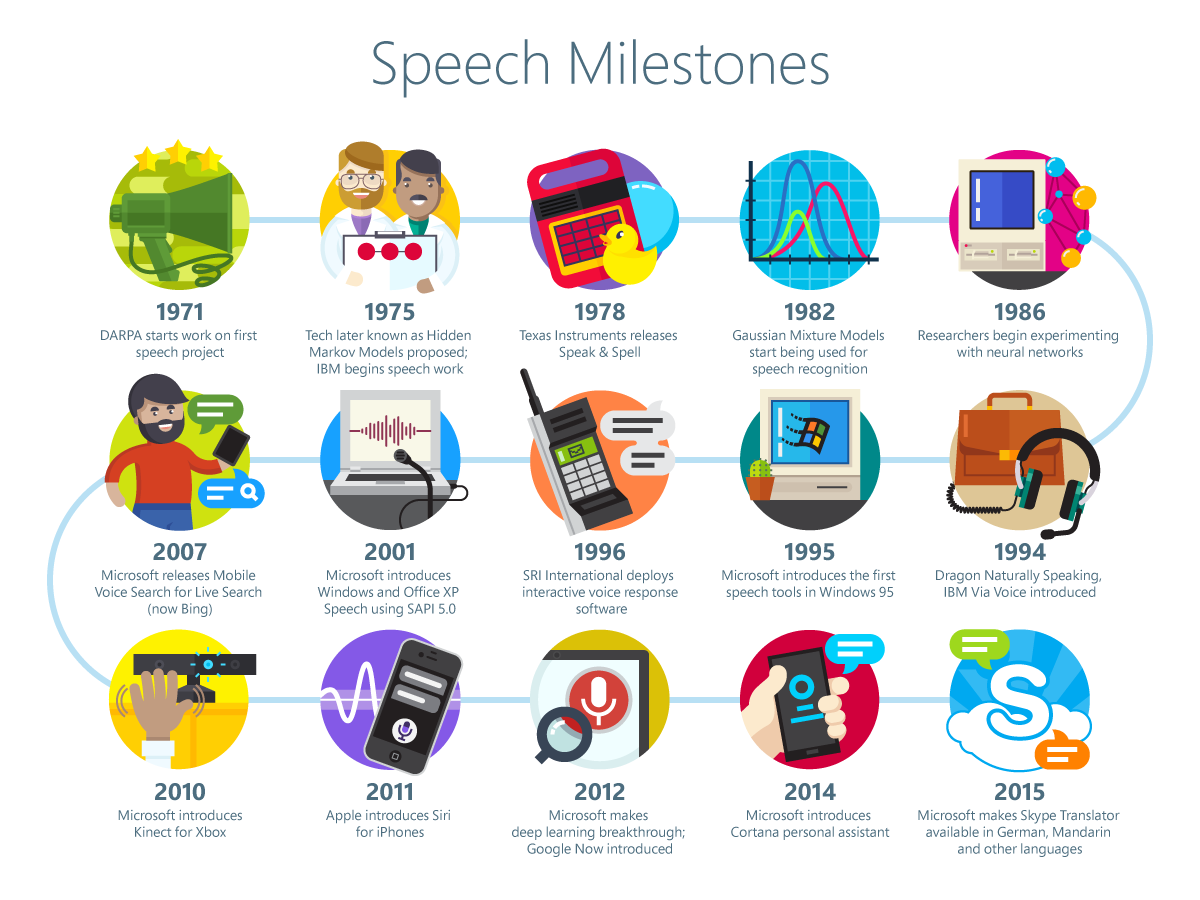 Speech Milestones
1971
DARPA starts work on first
speech project
1975
Tech later known as Hidden
Markov Models proposed;
IBM begins speech work
1978
Texas Instruments releases
Speak & Spell
1982
Gaussian Mixture Models
start being used for
speech recognition
1986
Researchers begin experimenting
with neural networks
2007
Microsoft releases Mobile
Voice Search for Live Search
(now Bing)
2001
Microsoft introduces
Windows and Office XP
Speech using SAPI 5.0
1996
SRI International deploys
interactive voice response
software
1995
Microsoft introduces the first
speech tools in Windows 95
1994
Dragon Naturally Speaking,
IBM Via Voice introduced
2010
Microsoft introduces
Kinect for Xbox
2011
Apple introduces Siri
for iPhones
2012
Microsoft makes
deep learning breakthrough;
Google Now introduced
2014
Microsoft introduces
Cortana personal assistant
S
2015
Microsoft makes Skype Translator
available in German, Mandarin
and other languages